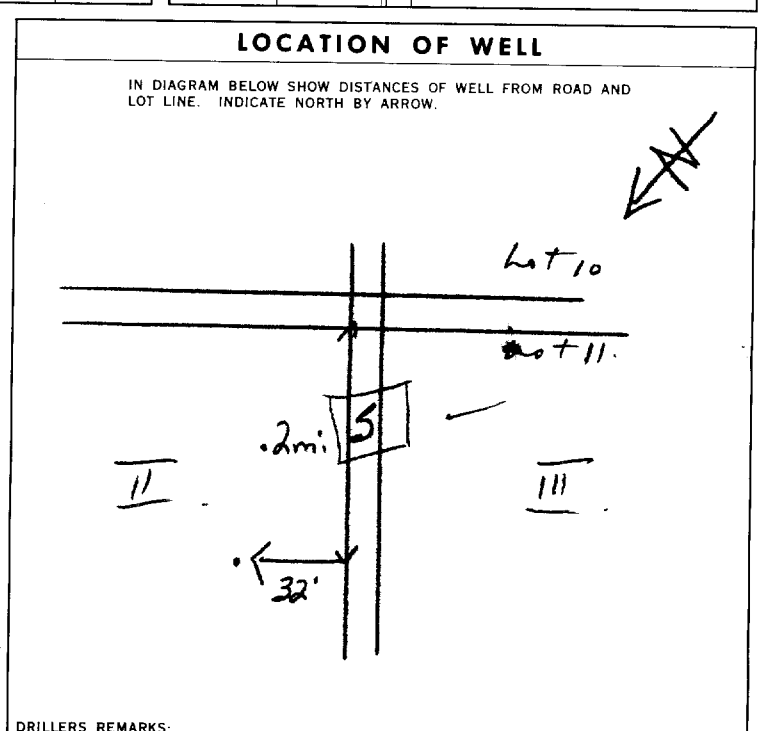 LOCATION OF WELL
IN DIAGRAM BELOW SHOW DISTANCES OF WELL FROM ROAD AND
LOT LINE. INDICATE NORTH BY ARROW.
N
Lot 10
Lot 11.
S
.2mi
II
III
32'
DRILLERS REMARKS: